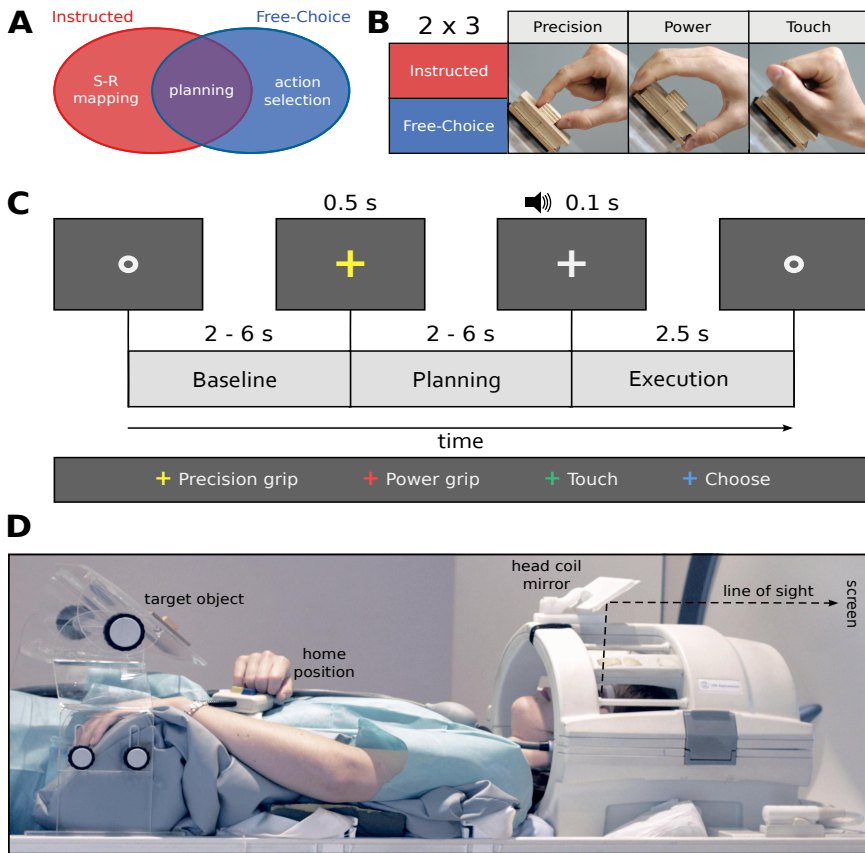 A
Instructed
Free-Choice
S-R
mapping
planning
action
selection
B
2 x 3
Precision
Power
Touch
Instructed
Free-Choice
C
0.5 s
0.1 s
2 - 6 s
2 - 6 s
2.5 s
Baseline
Planning
Execution
time
+ Precision grip
+ Power grip
+ Touch
+ Choose
D
target object
home
position
head coil
mirror
line of sight
screen